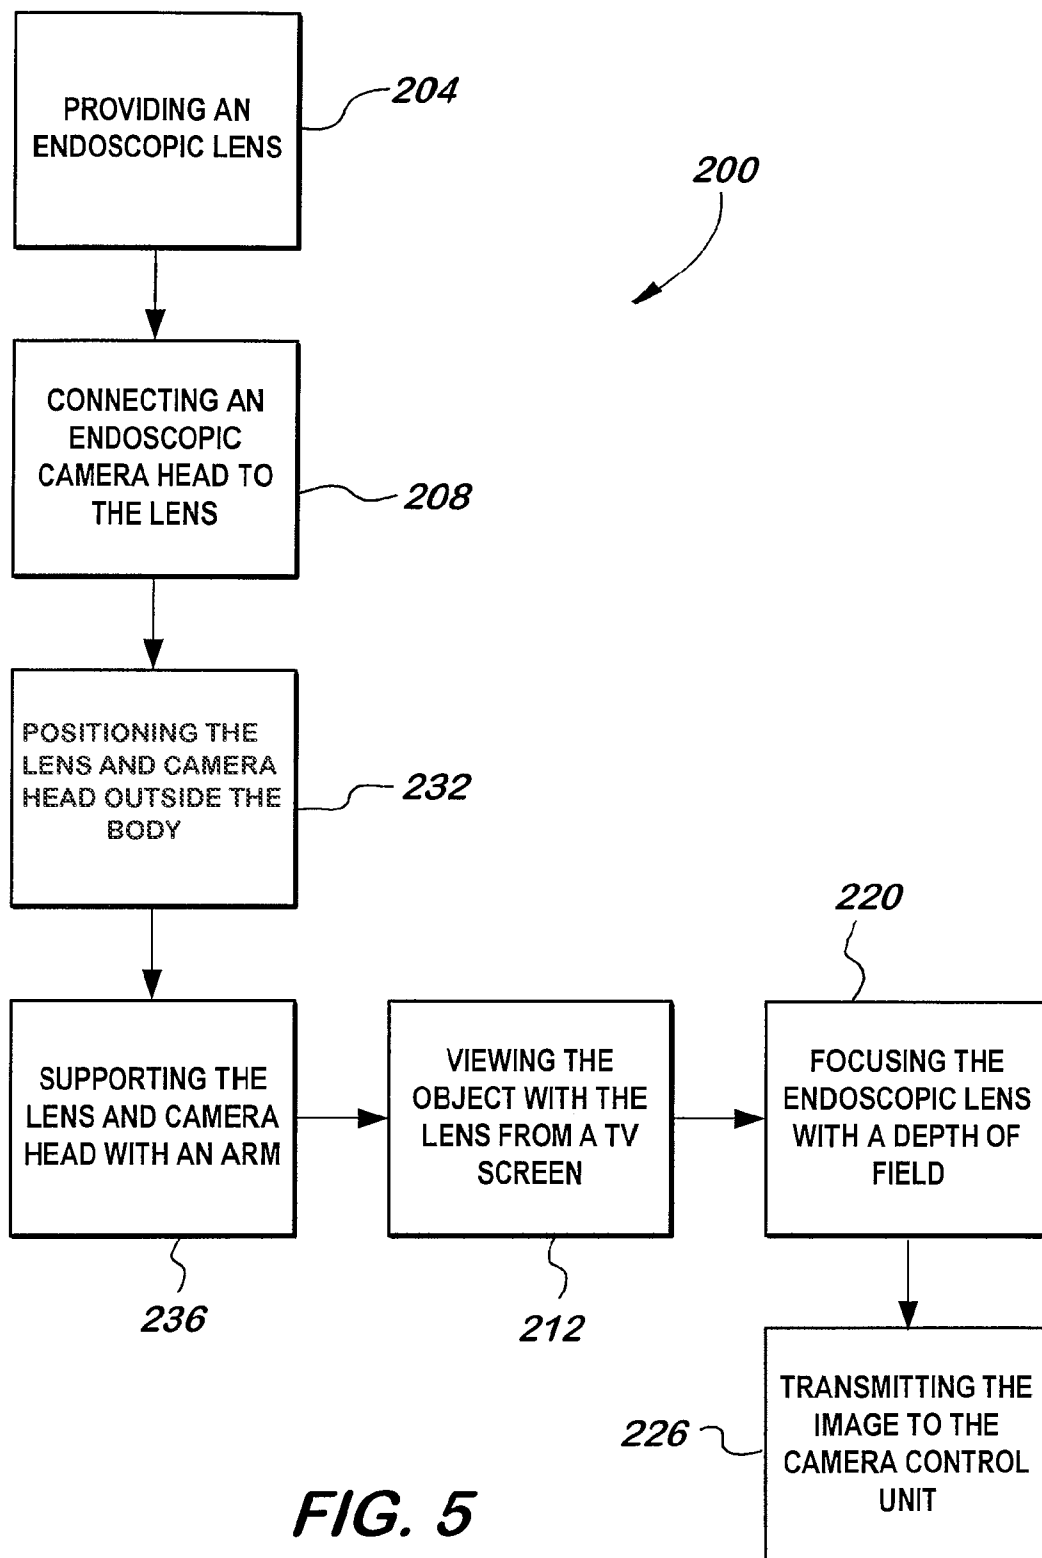 PROVIDING AN
ENDOSCOPIC LENS
204
200
CONNECTING AN
ENDOSCOPIC
CAMERA HEAD TO
THE LENS
208
POSITIONING THE
LENS AND CAMERA
HEAD OUTSIDE THE
BODY
232
SUPPORTING THE
LENS AND CAMERA
HEAD WITH AN ARM
236
VIEWING THE
OBJECT WITH THE
LENS FROM A TV
SCREEN
212
220
FOCUSING THE
ENDOSCOPIC LENS
WITH A DEPTH OF
FIELD
TRANSMITTING THE
IMAGE TO THE
CAMERA CONTROL
UNIT
226
FIG. 5